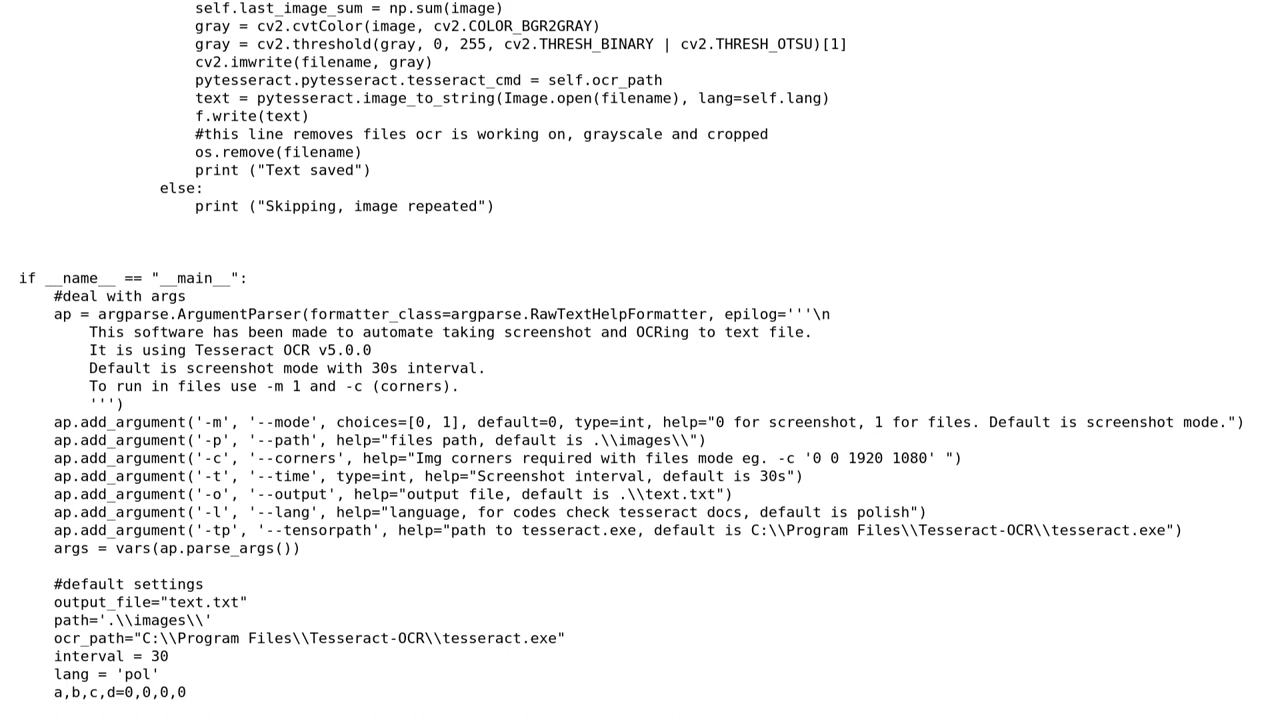 self.last_image_sum = np.sum(image)
gray = cv2.cvtColor(image, cv2.COLOR_BGR2GRAY)
gray = cv2.threshold(gray, 0, 255, cv2.THRESH_BINARY | cv2.THRESH_OTSU)[1]
cv2.imwrite(filename, gray)
pytesseract.pytesseract.tesseract_cmd = self.ocr_path
text = pytesseract.image_to_string(Image.open(filename), lang=self.lang)
f.write(text)
#this line removes files ocr is working on, grayscale and cropped
os.remove(filename)
print ("Text saved")
else:
print ("Skipping, image repeated")
if __name__ == "__main__":
#deal with args
ap = argparse.ArgumentParser(formatter_class=argparse.RawTextHelpFormatter, epilog='''\n
This software has been made to automate taking screenshot and OCRing to text file.
It is using Tesseract OCR v5.0.0
Default is screenshot mode with 30s interval.
To run in files use -m 1 and -c (corners).
''')
ap.add_argument('-m', '--mode', choices=[0, 1], default=0, type=int, help="0 for screenshot, 1 for files. Default is screenshot mode.")
ap.add_argument('-p', '--path', help="files path, default is .\\images\\")
ap.add_argument('-c', '--corners', help="Img corners required with files mode eg. -c '0 0 1920 1080' ")
ap.add_argument('-t', '--time', type=int, help="Screenshot interval, default is 30s")
ap.add_argument('-o', '--output', help="output file, default is .\\text.txt")
ap.add_argument('-l', '--lang', help="language, for codes check tesseract docs, default is polish")
ap.add_argument('-tp', '--tensorpath', help="path to tesseract.exe, default is C:\\Program Files\\Tesseract-OCR\\tesseract.exe")
args = vars(ap.parse_args())
#default settings
output_file="text.txt"
path='.\\images\\'
ocr_path="C:\\Program Files\\Tesseract-OCR\\tesseract.exe"
interval = 30
lang = 'pol'
a,b,c,d=0,0,0,0